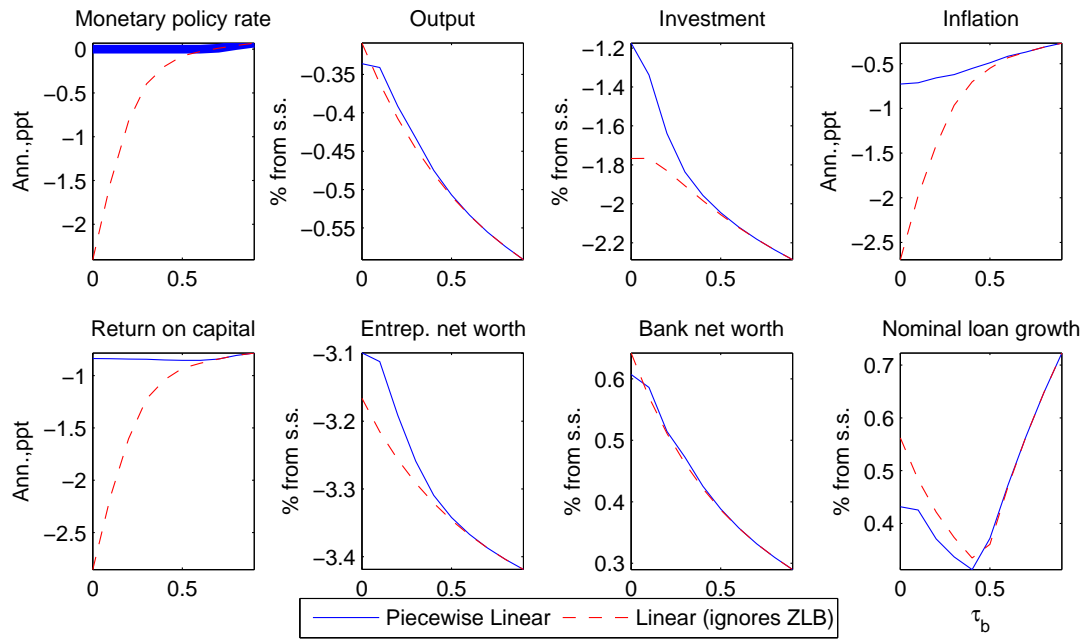 Monetary policy rate
Output
Investment
Inflation
Ann.,ppt
0
−0.5
−1
−1.5
−2
0
0.5
% from s.s.
−0.35
−0.4
−0.45
−0.5
−0.55
0
0.5
% from s.s.
−1.2
−1.4
−1.6
−1.8
−2
−2.2
0
0.5
Ann.,ppt
−0.5
−1
−1.5
−2
−2.5
0
0.5
Return on capital
Entrep. net worth
Bank net worth
Nominal loan growth
Ann.,ppt
−1
−1.5
−2
−2.5
0
0.5
% from s.s.
−3.1
−3.2
−3.3
−3.4
0
0.5
% from s.s.
0.6
0.5
0.4
0.3
0
0.5
% from s.s.
0.7
0.6
0.5
0.4
0
0.5
τ_b
Piecewise Linear
Linear (ignores ZLB)